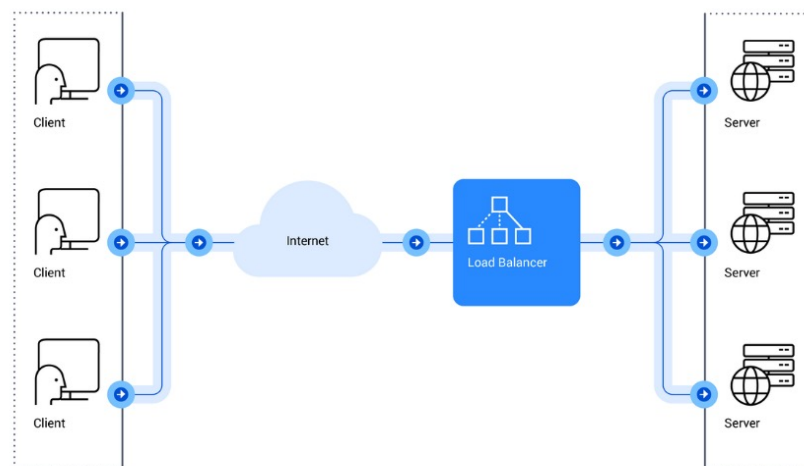 Client
Server
Client
Internet
Load Balancer
Server
Client
Server